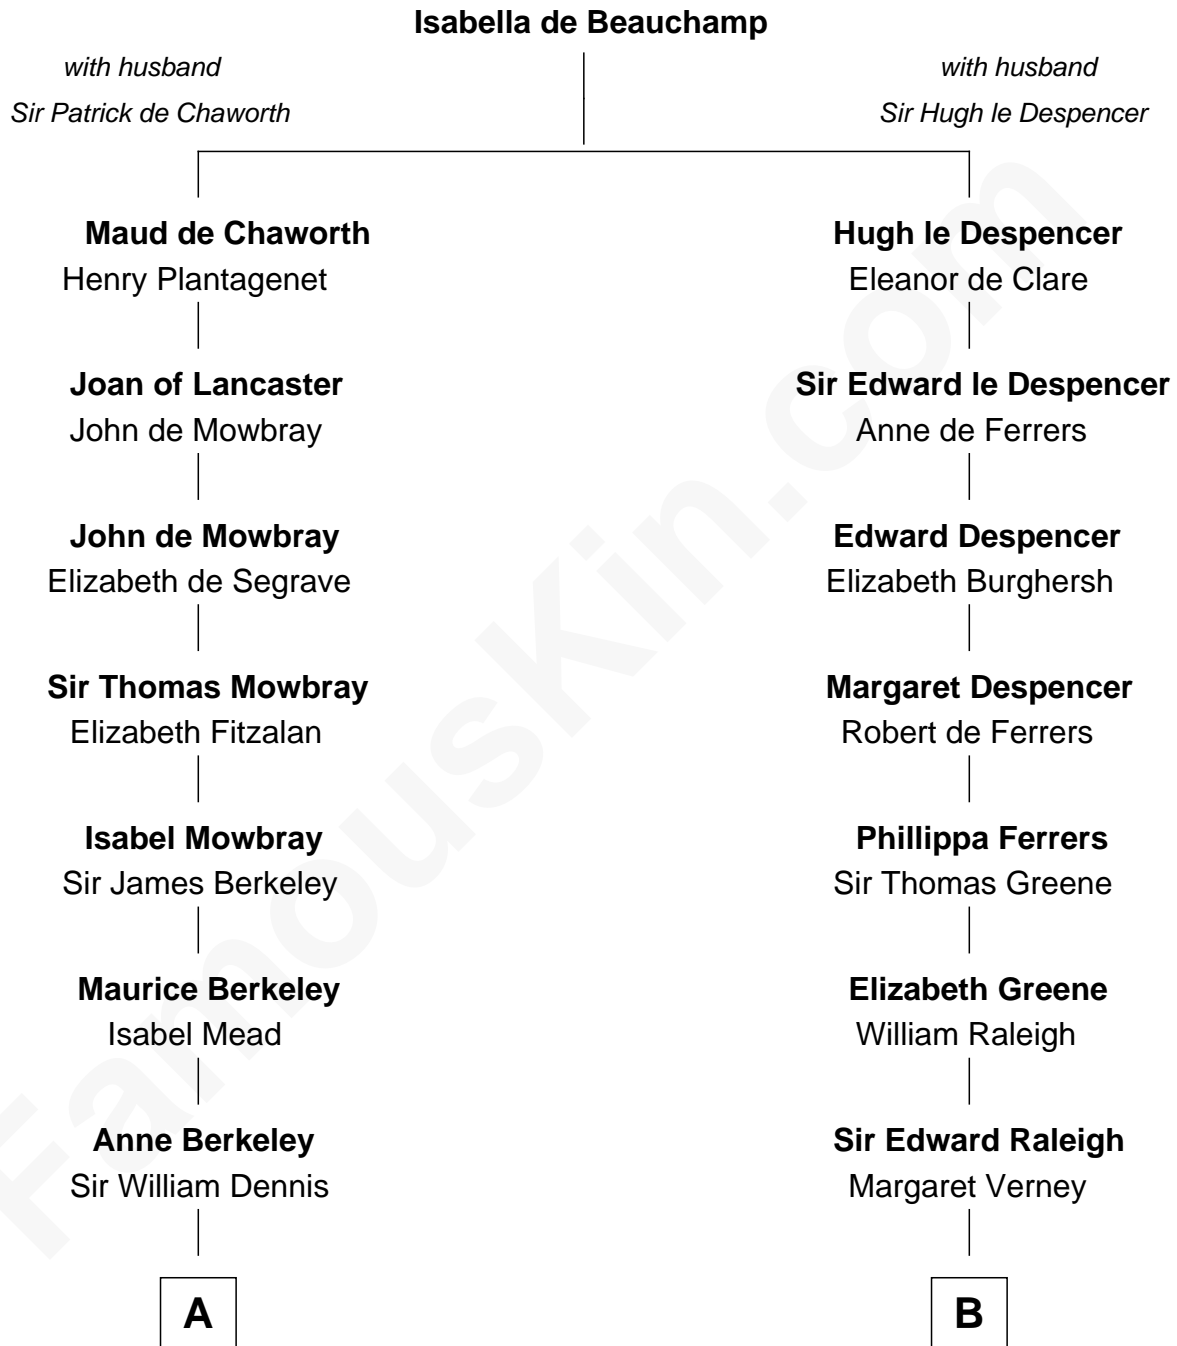 Isabella de Beauchamp
with husband
Sir Patrick de Chaworth
with husband
Sir Hugh le Despencer
Maud de Chaworth
Henry Plantagenet
Hugh le Despencer
Eleanor de Clare
Joan of Lancaster
John de Mowbray
Sir Edward le Despencer
Anne de Ferrers
John de Mowbray
Elizabeth de Segrave
Edward Despencer
Elizabeth Burghersh
Sir Thomas Mowbray
Elizabeth Fitzalan
Margaret Despencer
Robert de Ferrers
Isabel Mowbray
Sir James Berkeley
Phillippa Ferrers
Sir Thomas Greene
Maurice Berkeley
Isabel Mead
Elizabeth Greene
William Raleigh
Anne Berkeley
Sir William Dennis
Sir Edward Raleigh
Margaret Verney
A
B
FamousKin.com